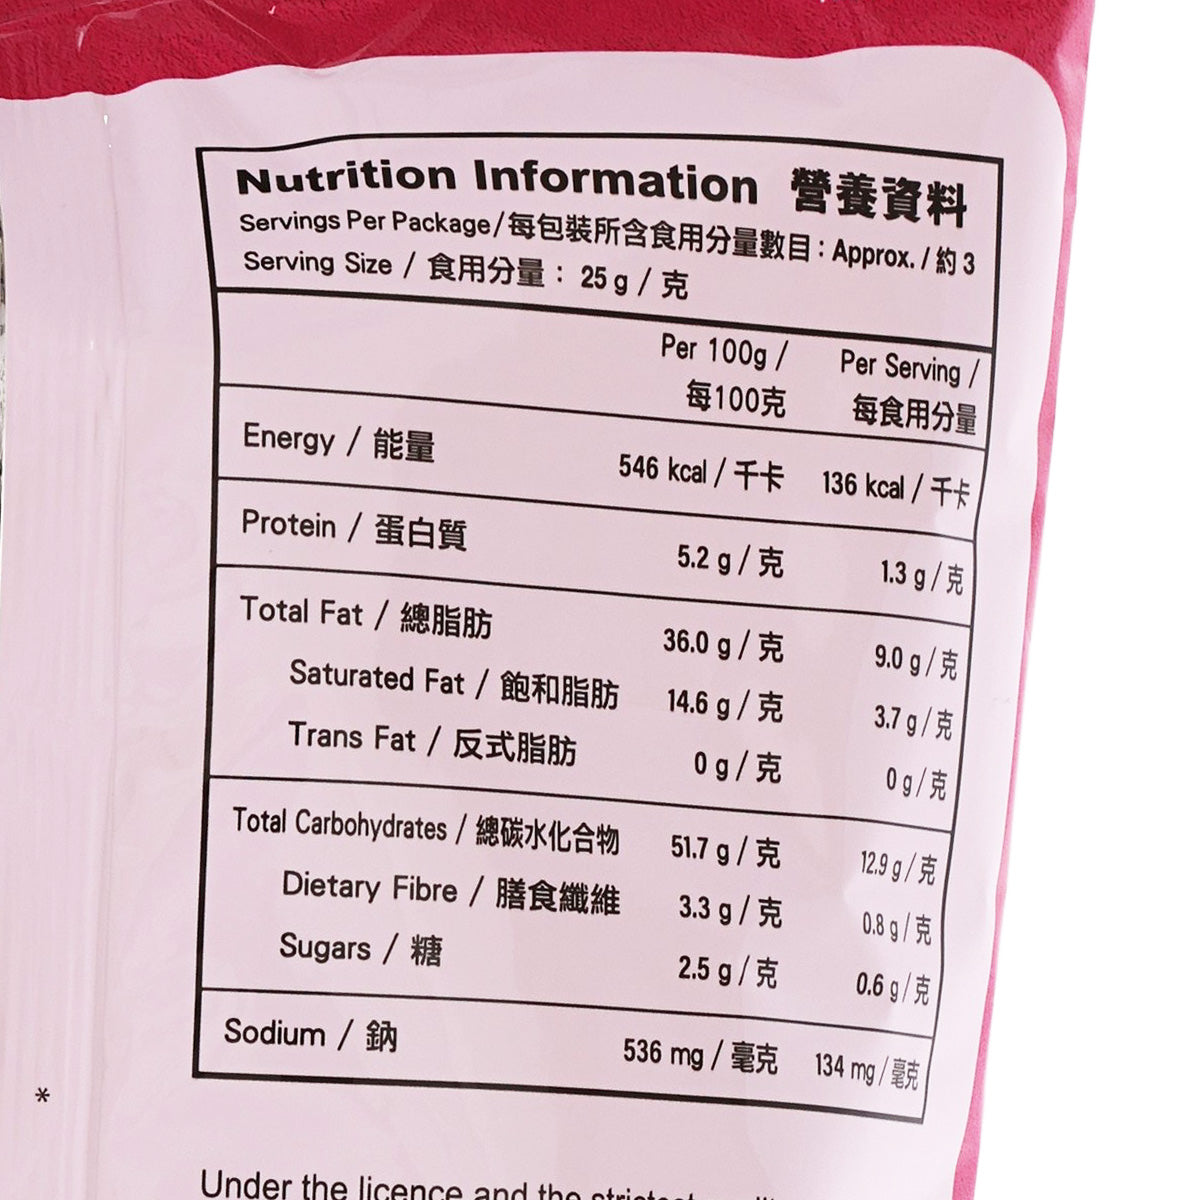 Nutrition Information 營養資料
Servings Per Package/每包裝所含食用分量數目：Approx. / 約 3
Serving Size / 食用分量： 25 g / 克
Per 100g / Per Serving /
每100克 每食用分量
Energy / 能量 546 kcal / 千卡 136 kcal / 千卡
Protein / 蛋白質 5.2 g / 克 1.3 g / 克
Total Fat / 總脂肪 36.0 g / 克 9.0 g / 克
Saturated Fat / 飽和脂肪 14.6 g / 克 3.7 g / 克
Trans Fat / 反式脂肪 0 g / 克 0 g / 克
Total Carbohydrates / 總碳水化合物 51.7 g / 克 12.9 g / 克
Dietary Fibre / 膳食纖維 3.3 g / 克 0.8 g / 克
Sugars / 糖 2.5 g / 克 0.6 g / 克
Sodium / 鈉 536 mg / 毫克 134 mg / 毫克
*
Under the licence and the